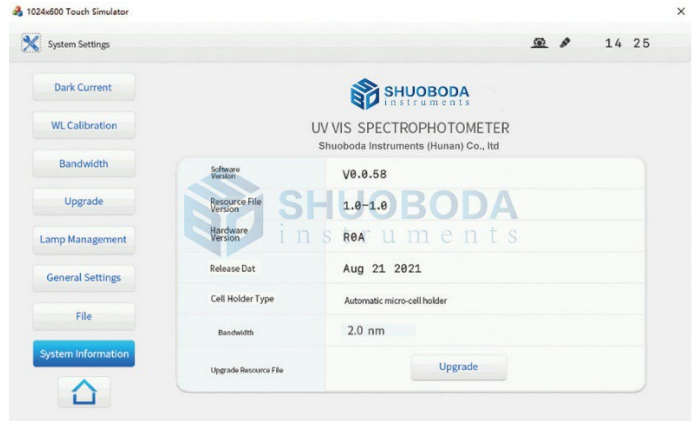 1024x600 Touch Simulator
System Settings
14 25
Dark Current
WL Calibration
Bandwidth
Upgrade
Lamp Management
General Settings
File
System Information
SHUOBODA
instruments
UV VIS SPECTROPHOTOMETER
Shuoboda Instruments (Hunan) Co., ltd
Software
Version
V0.0.58
Resource File
Version
1.0-1.0
Hardware
Version
R0A
Release Dat
Aug 21 2021
Cell Holder Type
Automatic micro-cell holder
Bandwidth
2.0 nm
Upgrade Resource File
Upgrade
SHUOBODA
instruments